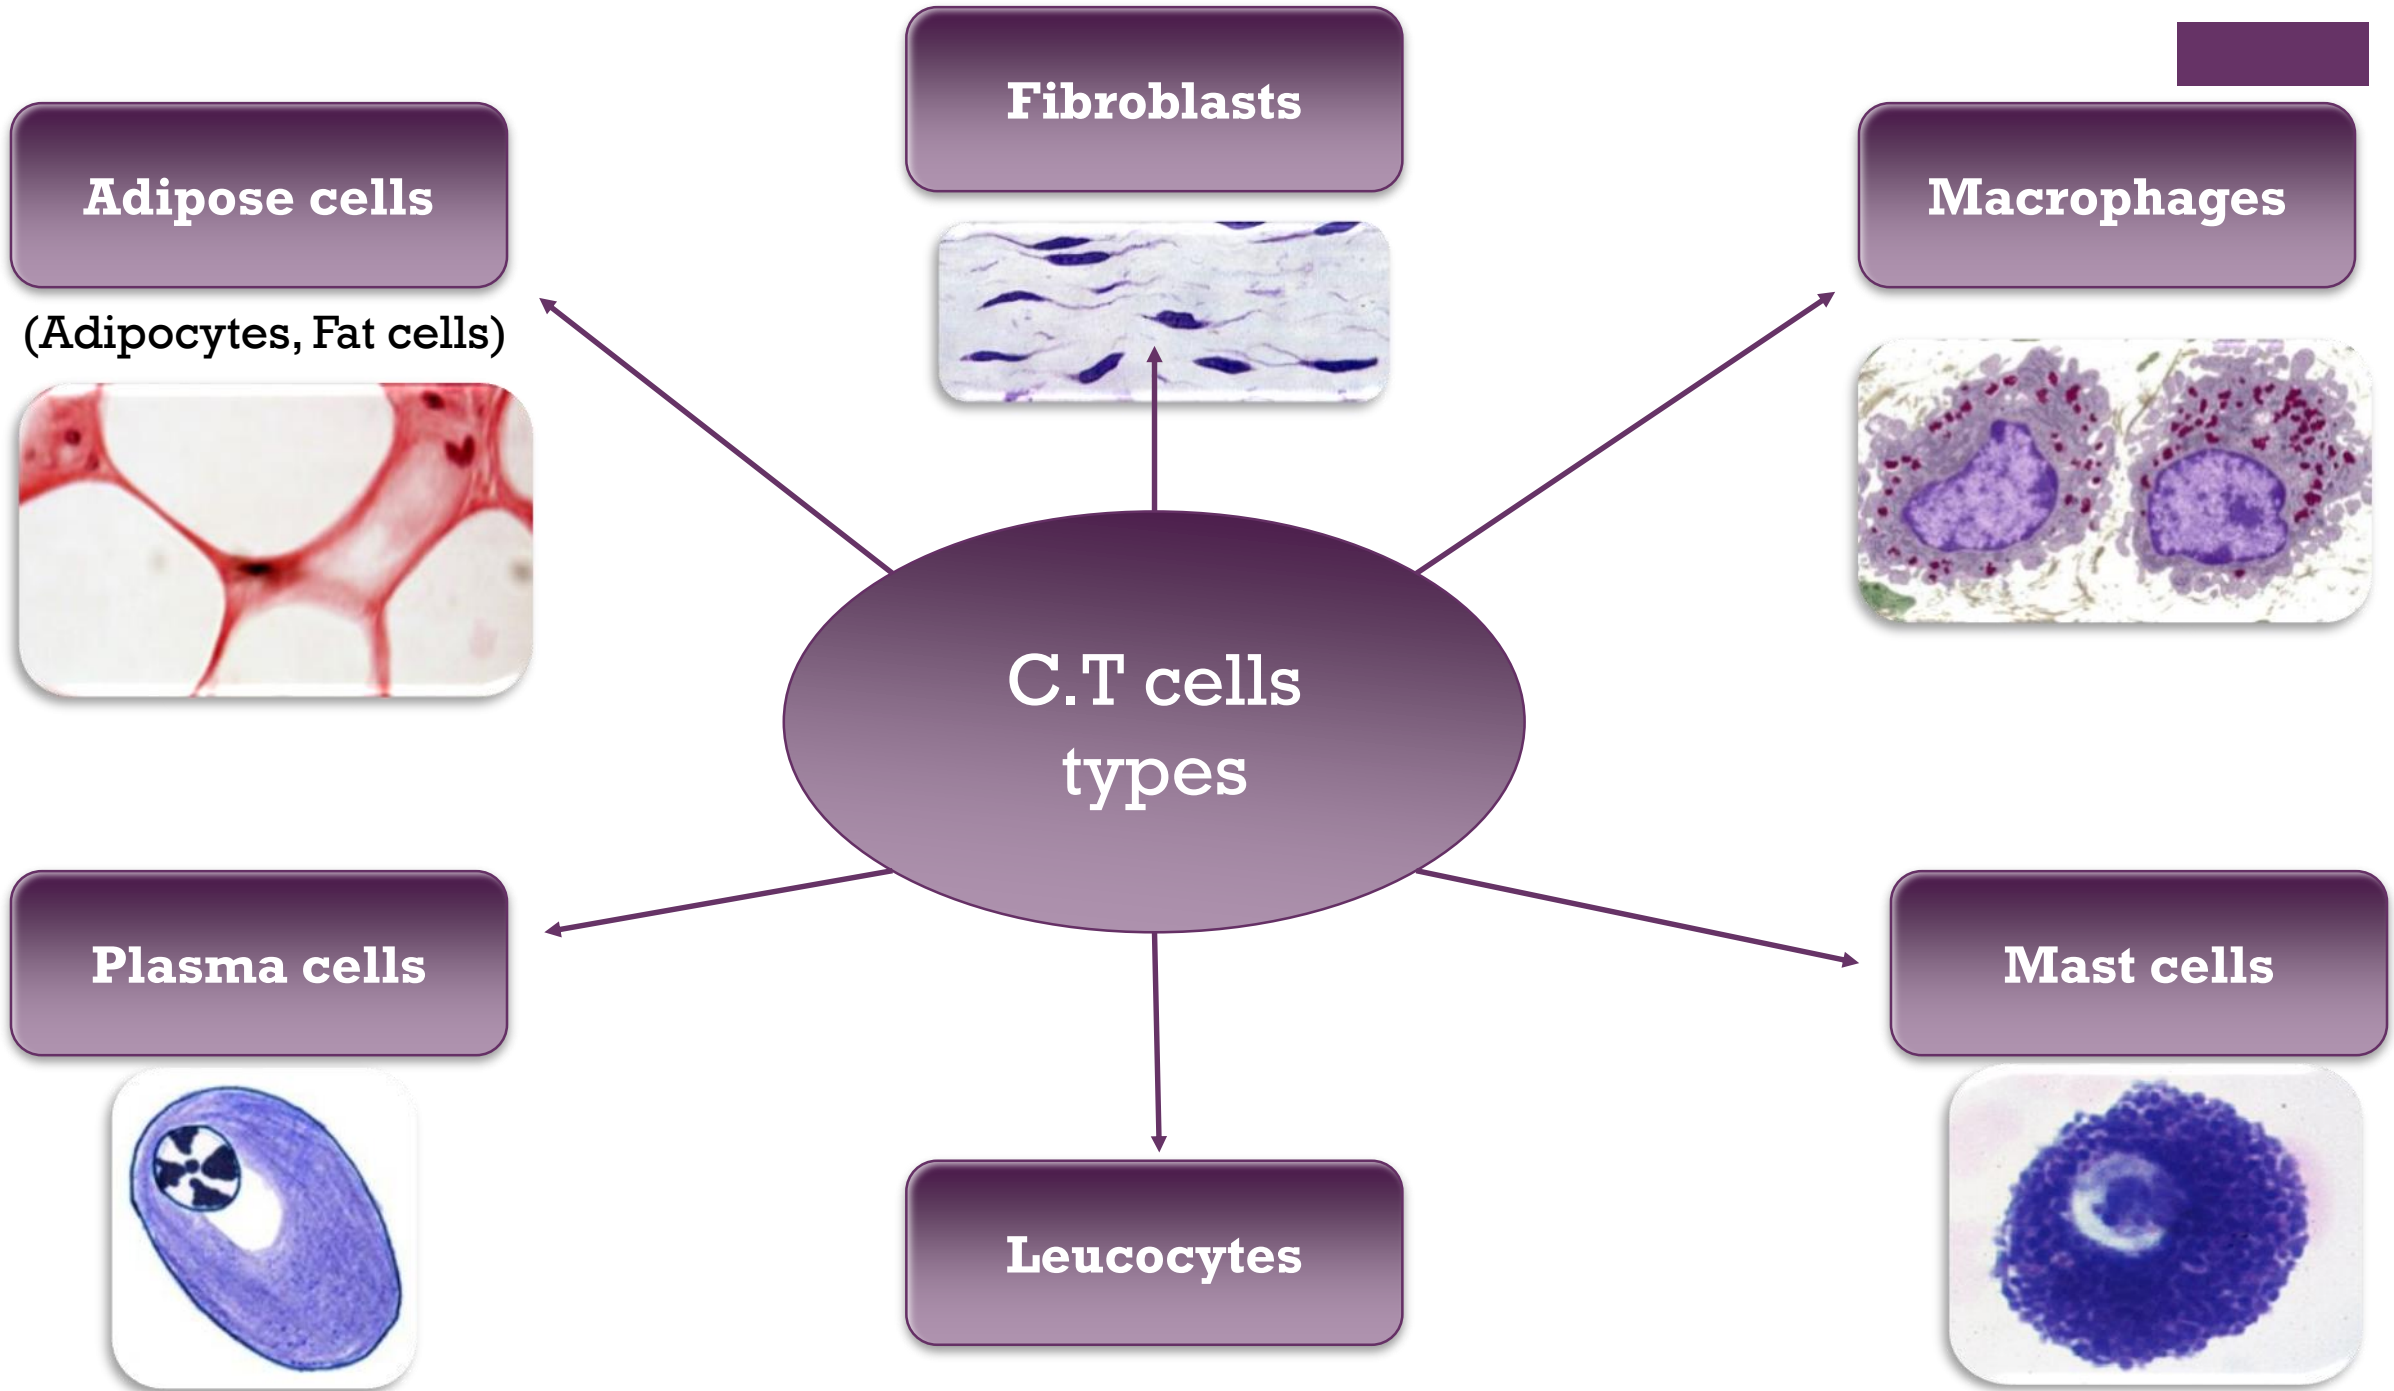 Fibroblasts
Adipose cells
Macrophages
(Adipocytes, Fat cells)
C.T cells
types
Plasma cells
Mast cells
Leucocytes